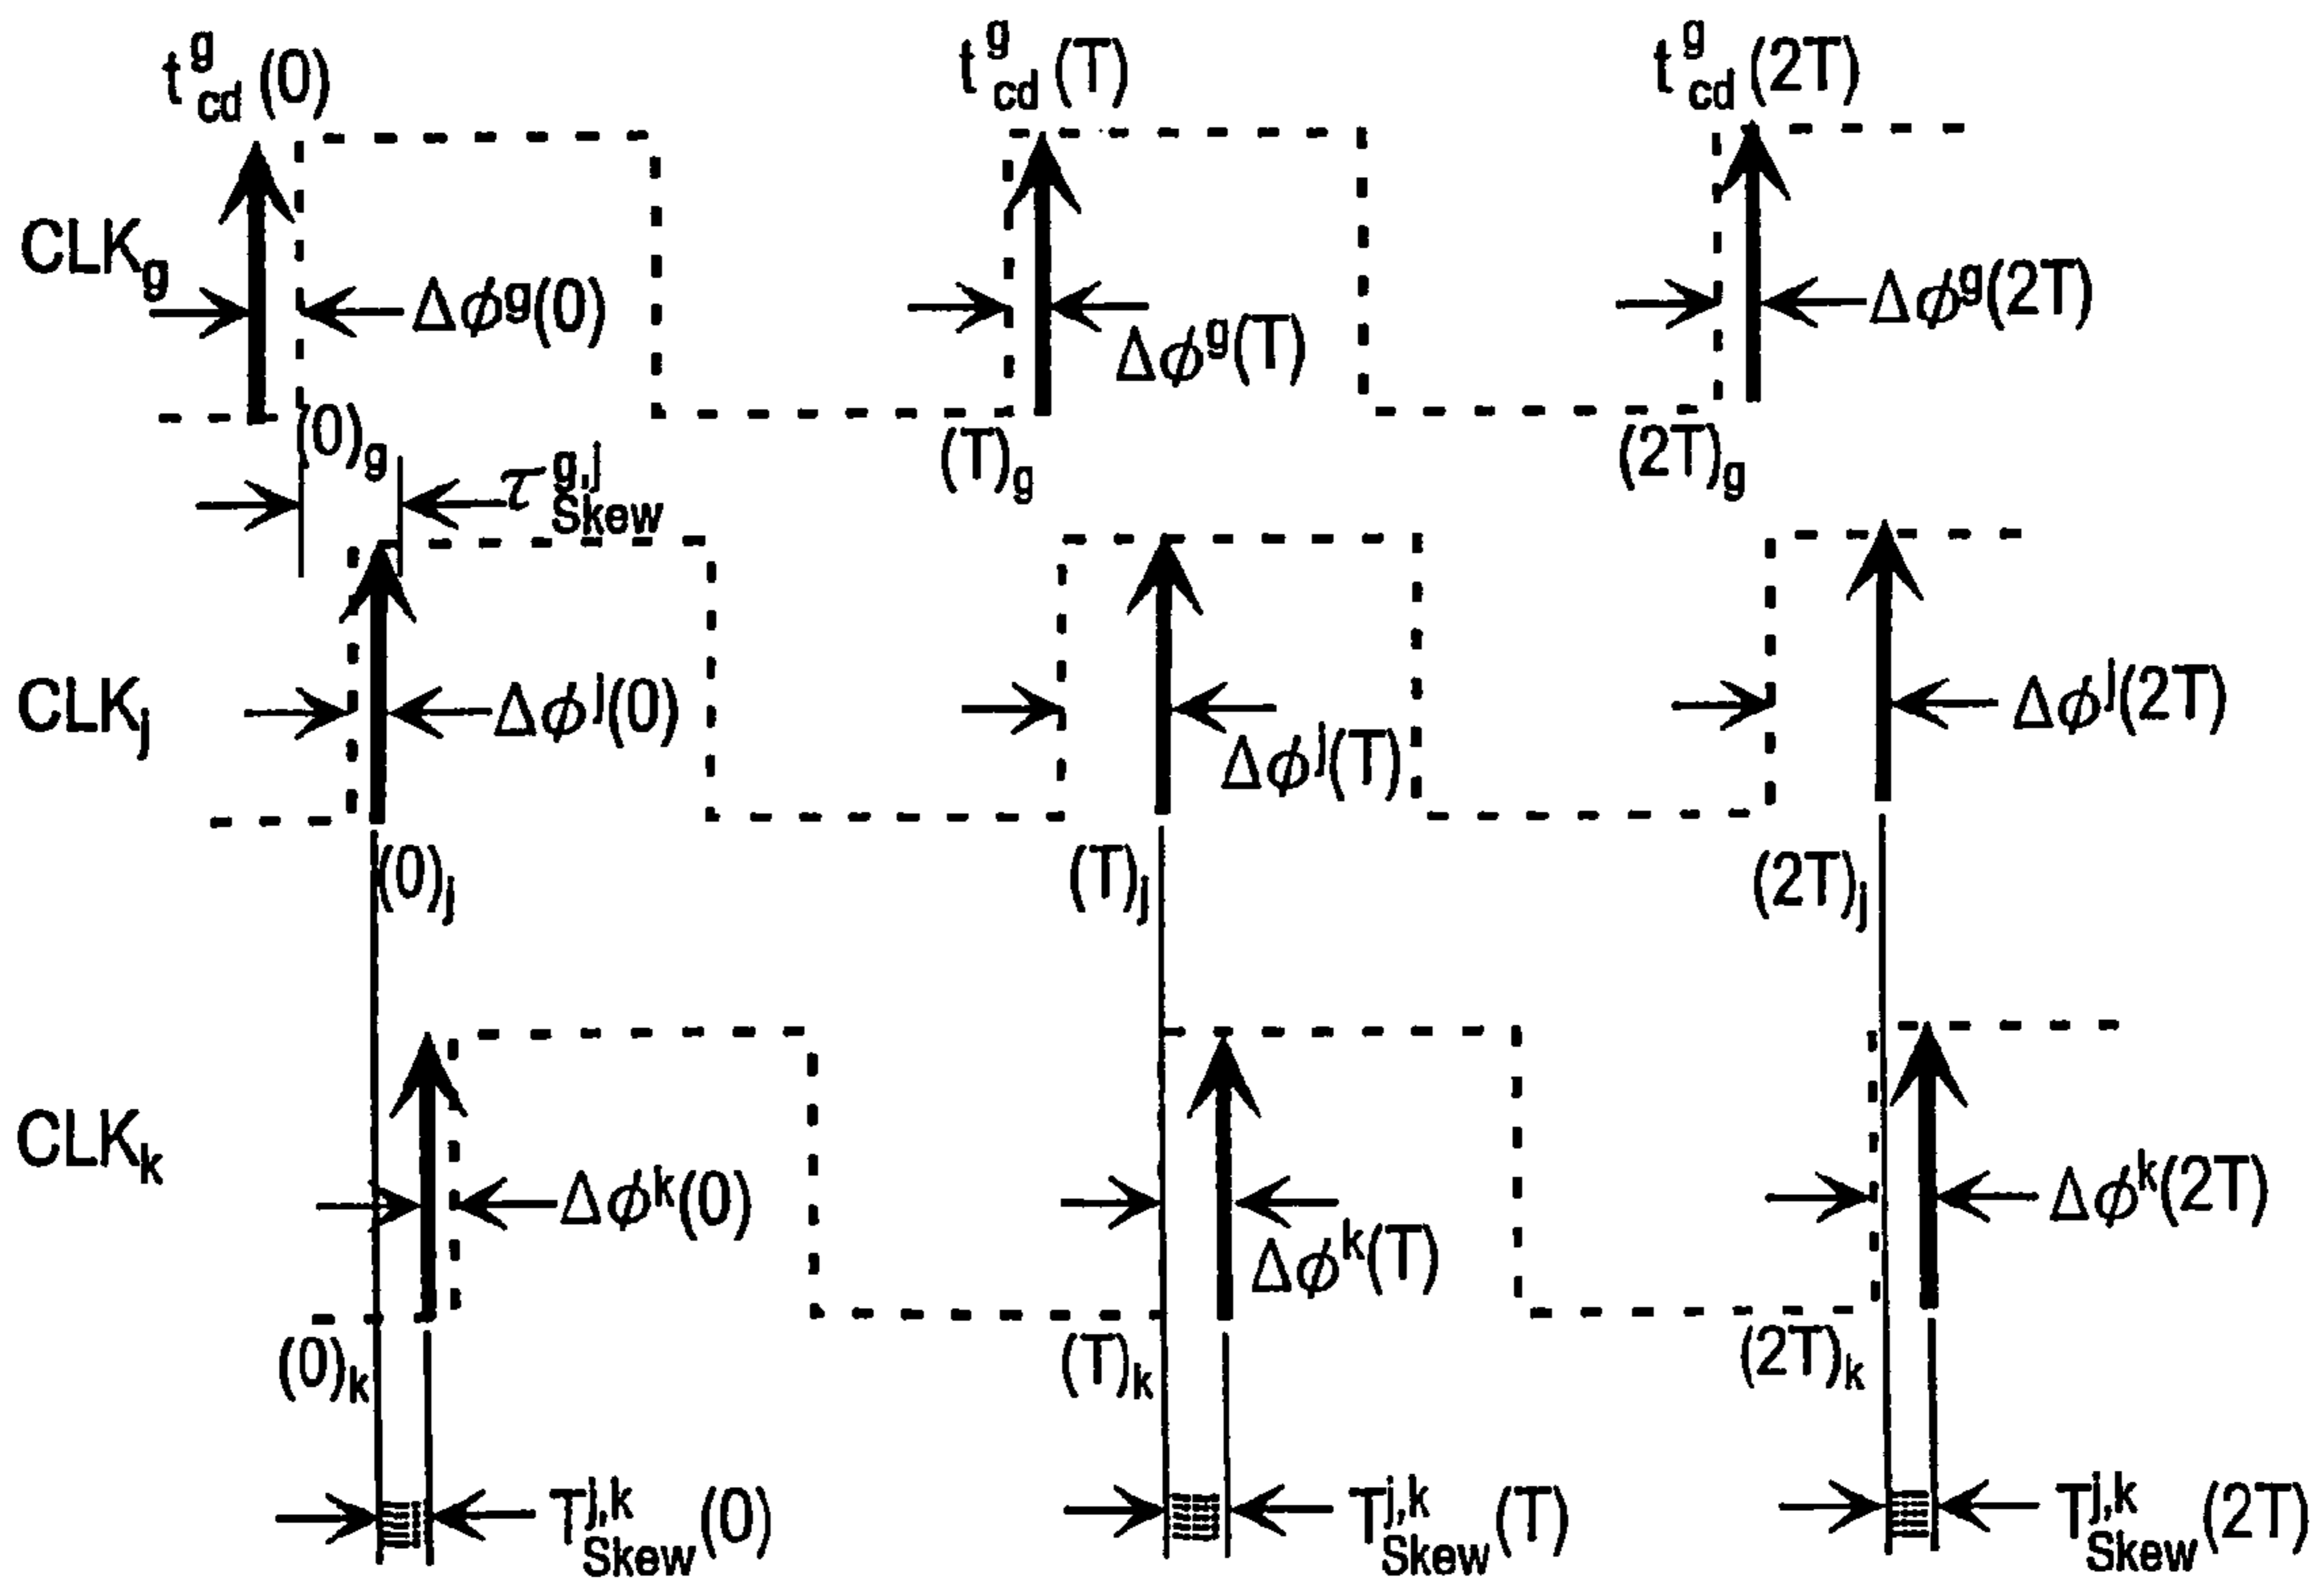 t^g_cd(0) t^g_cd(T) t^g_cd(2T)
CLK_g Δϕ^g(0) Δϕ^g(T) Δϕ^g(2T)
(0)_g (T)_g (2T)_g
τ^g,j_Skew
CLK_j Δϕ^j(0) Δϕ^j(T) Δϕ^j(2T)
(0)_j (T)_j (2T)_j
CLK_k Δϕ^k(0) Δϕ^k(T) Δϕ^k(2T)
(0)_k (T)_k (2T)_k
T^j,k_Skew(0) T^j,k_Skew(T) T^j,k_Skew(2T)